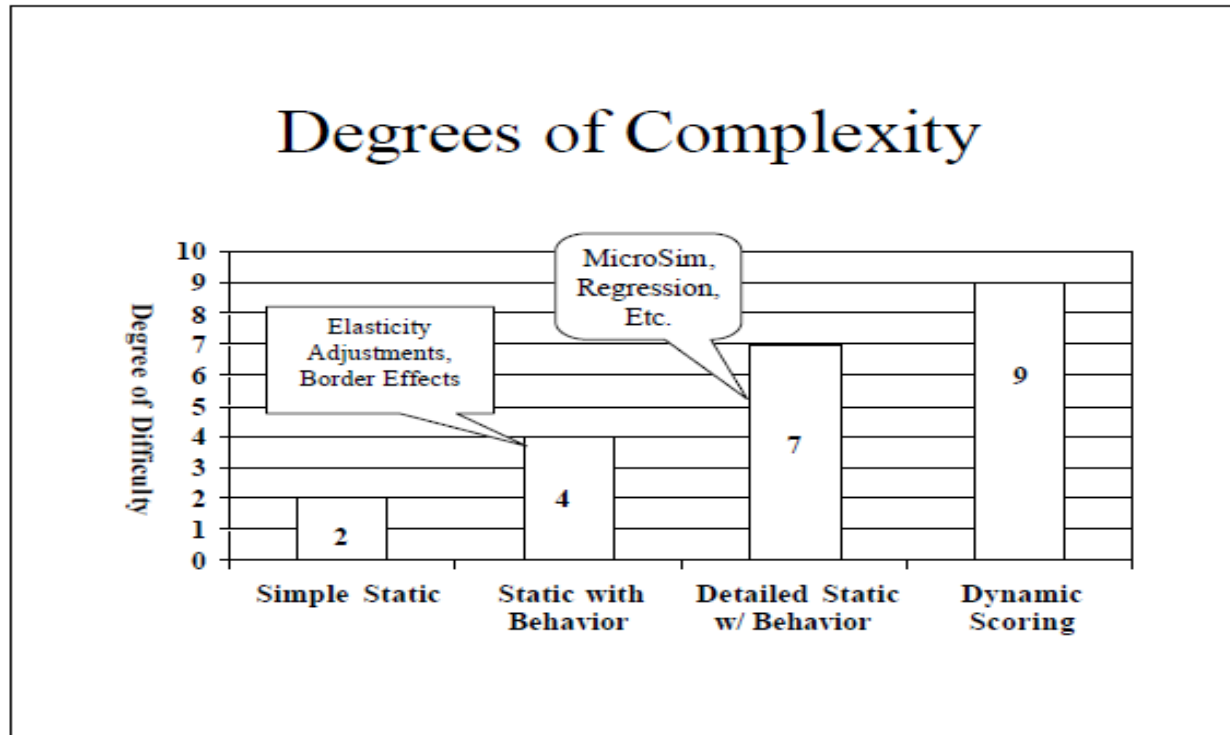 Degrees of Complexity
10
9
8
7
6
5
4
3
2
1
0
Degree of Difficulty
Elasticity
Adjustments,
Border Effects
MicroSim,
Regression,
Etc.
2
4
7
9
Simple Static
Static with
Behavior
Detailed Static
w/ Behavior
Dynamic
Scoring